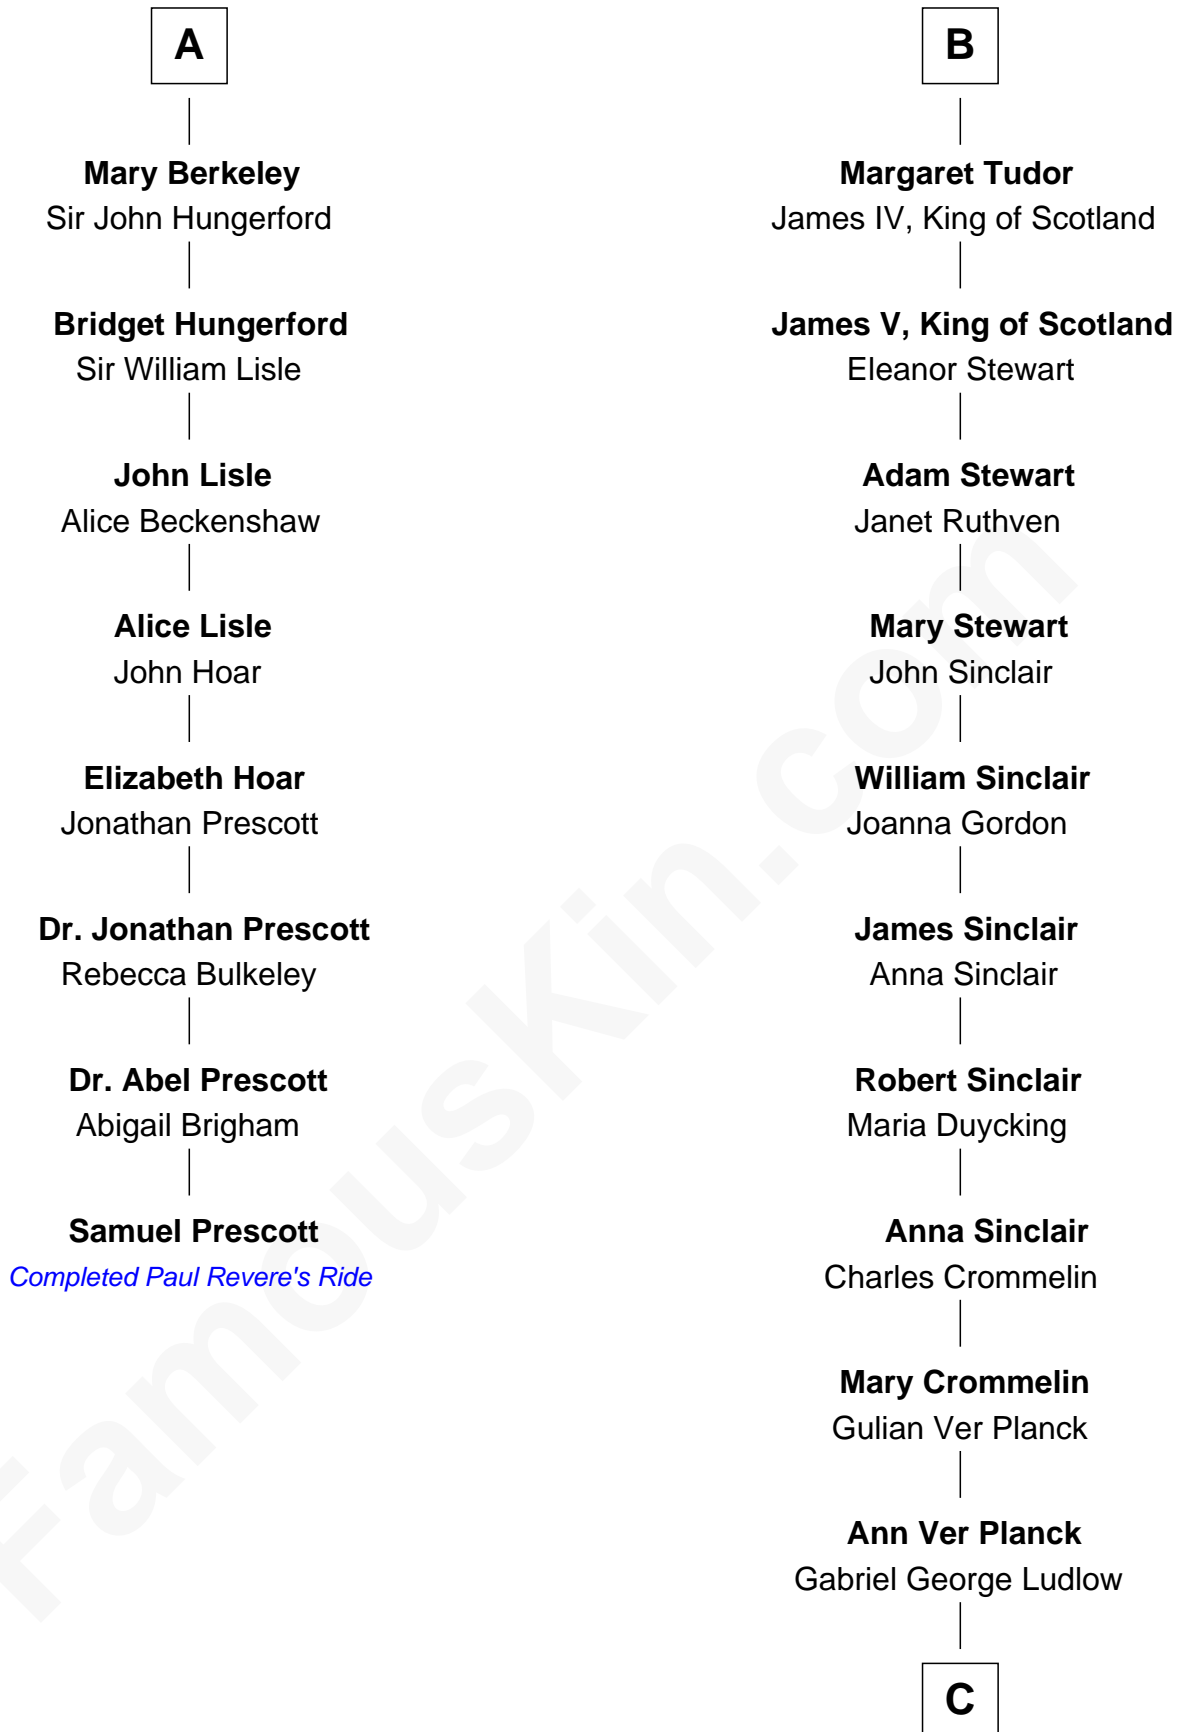 A
Mary Berkeley
Sir John Hungerford
Bridget Hungerford
Sir William Lisle
John Lisle
Alice Beckenshaw
Alice Lisle
John Hoar
Elizabeth Hoar
Jonathan Prescott
Dr. Jonathan Prescott
Rebecca Bulkeley
Dr. Abel Prescott
Abigail Brigham
Samuel Prescott
Completed Paul Revere's Ride
B
Margaret Tudor
James IV, King of Scotland
James V, King of Scotland
Eleanor Stewart
Adam Stewart
Janet Ruthven
Mary Stewart
John Sinclair
William Sinclair
Joanna Gordon
James Sinclair
Anna Sinclair
Robert Sinclair
Maria Duycking
Anna Sinclair
Charles Crommelin
Mary Crommelin
Gulian Ver Planck
Ann Ver Planck
Gabriel George Ludlow
C
FamousKin.com